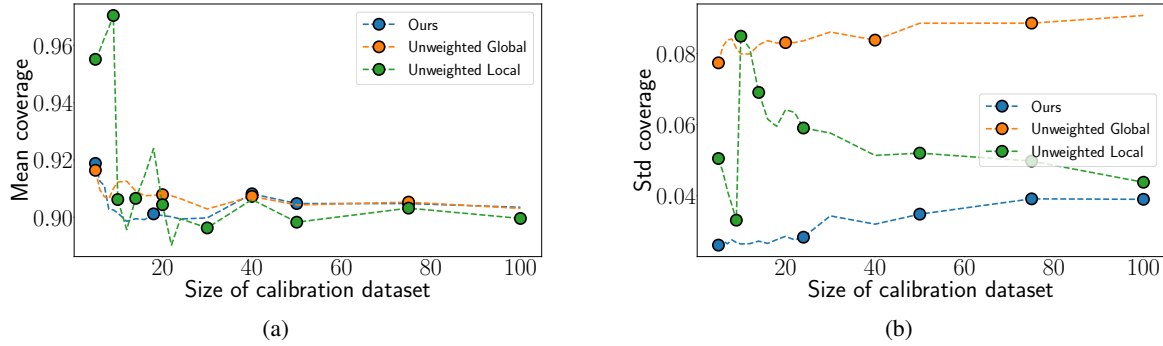 Mean coverage
0.96
0.94
0.92
0.90
20
40
60
80
100
Size of calibration dataset
Ours
Unweighted Global
Unweighted Local
(a)
Std coverage
0.08
0.06
0.04
20
40
60
80
100
Size of calibration dataset
Ours
Unweighted Global
Unweighted Local
(b)